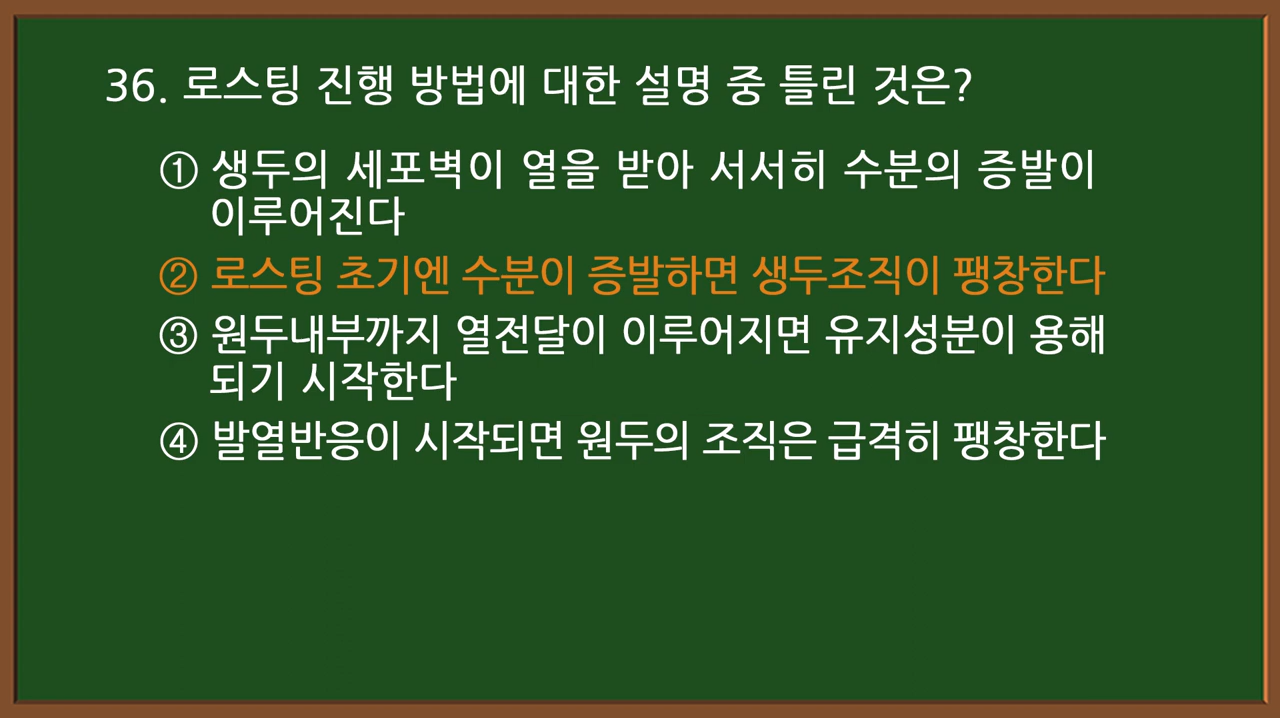 36. 로스팅 진행 방법에 대한 설명 중 틀린 것은?
① 생두의 세포벽이 열을 받아 서서히 수분의 증발이
이루어진다
② 로스팅 초기엔 수분이 증발하면 생두조직이 팽창한다
③ 원두내부까지 열전달이 이루어지면 유지성분이 용해
되기 시작한다
④ 발열반응이 시작되면 원두의 조직은 급격히 팽창한다